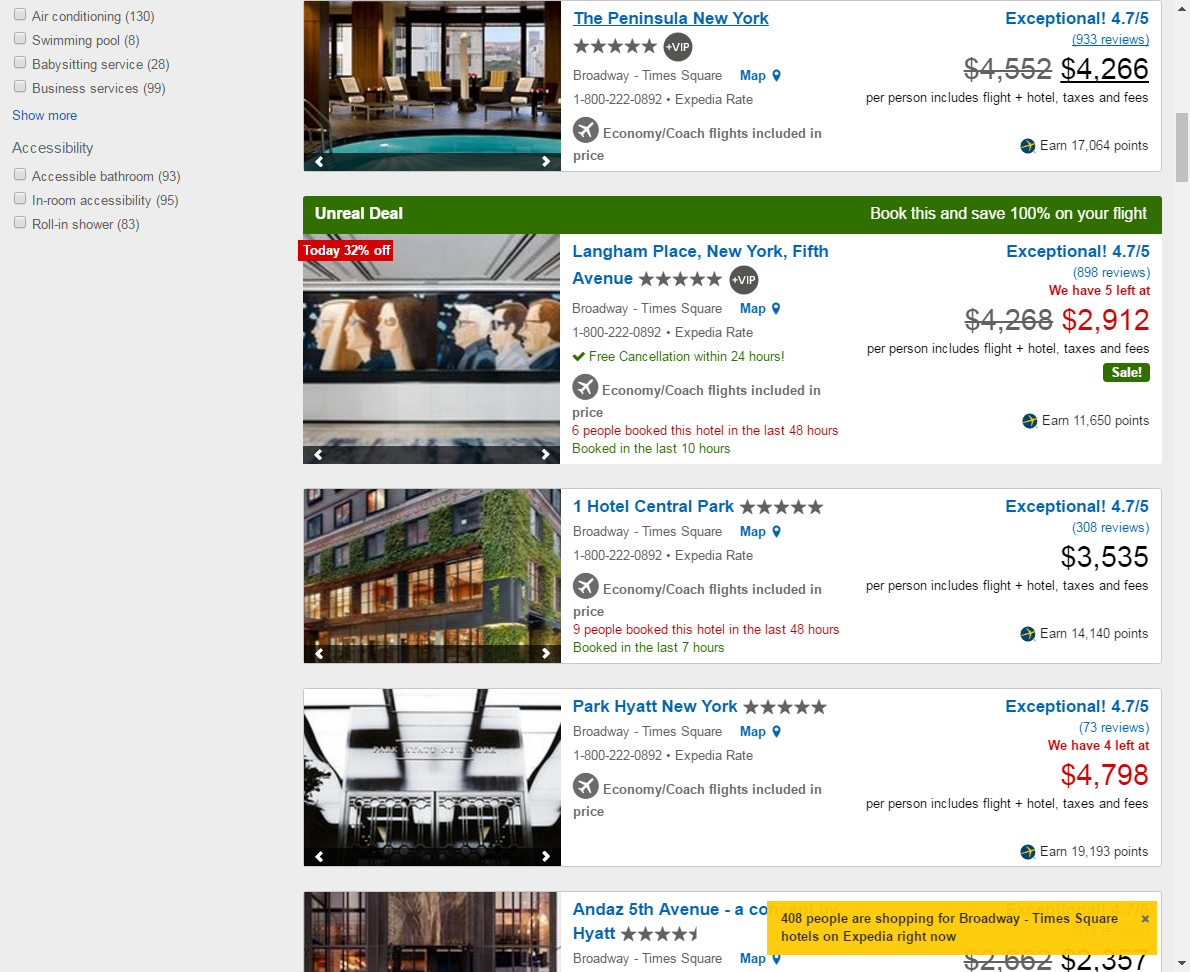 Air conditioning (130)
Swimming pool (8)
Babysitting service (28)
Business services (99)
Show more
Accessibility
Accessible bathroom (93)
In-room accessibility (95)
Roll-in shower (83)
The Peninsula New York
+VIP
Broadway - Times Square Map
1-800-222-0892 • Expedia Rate
Economy/Coach flights included in
price
Exceptional! 4.7/5
(933 reviews)
$4,552 $4,266
per person includes flight + hotel, taxes and fees
Earn 17,064 points
Unreal Deal
Book this and save 100% on your flight
Today 32% off
Langham Place, New York, Fifth
Avenue +VIP
Broadway - Times Square Map
1-800-222-0892 • Expedia Rate
Free Cancellation within 24 hours!
Economy/Coach flights included in
price
6 people booked this hotel in the last 48 hours
Booked in the last 10 hours
Exceptional! 4.7/5
(898 reviews)
We have 5 left at
$4,268 $2,912
per person includes flight + hotel, taxes and fees
Sale!
Earn 11,650 points
1 Hotel Central Park
Broadway - Times Square Map
1-800-222-0892 • Expedia Rate
Economy/Coach flights included in
price
9 people booked this hotel in the last 48 hours
Booked in the last 7 hours
Exceptional! 4.7/5
(308 reviews)
$3,535
per person includes flight + hotel, taxes and fees
Earn 14,140 points
PARK HYATT NEW YORK
Park Hyatt New York
Broadway - Times Square Map
1-800-222-0892 • Expedia Rate
Economy/Coach flights included in
price
Exceptional! 4.7/5
(73 reviews)
We have 4 left at
$4,798
per person includes flight + hotel, taxes and fees
Earn 19,193 points
Andaz 5th Avenue - a concept by
Hyatt
Broadway - Times Square Map
$2,662 $2,357
408 people are shopping for Broadway - Times Square
hotels on Expedia right now